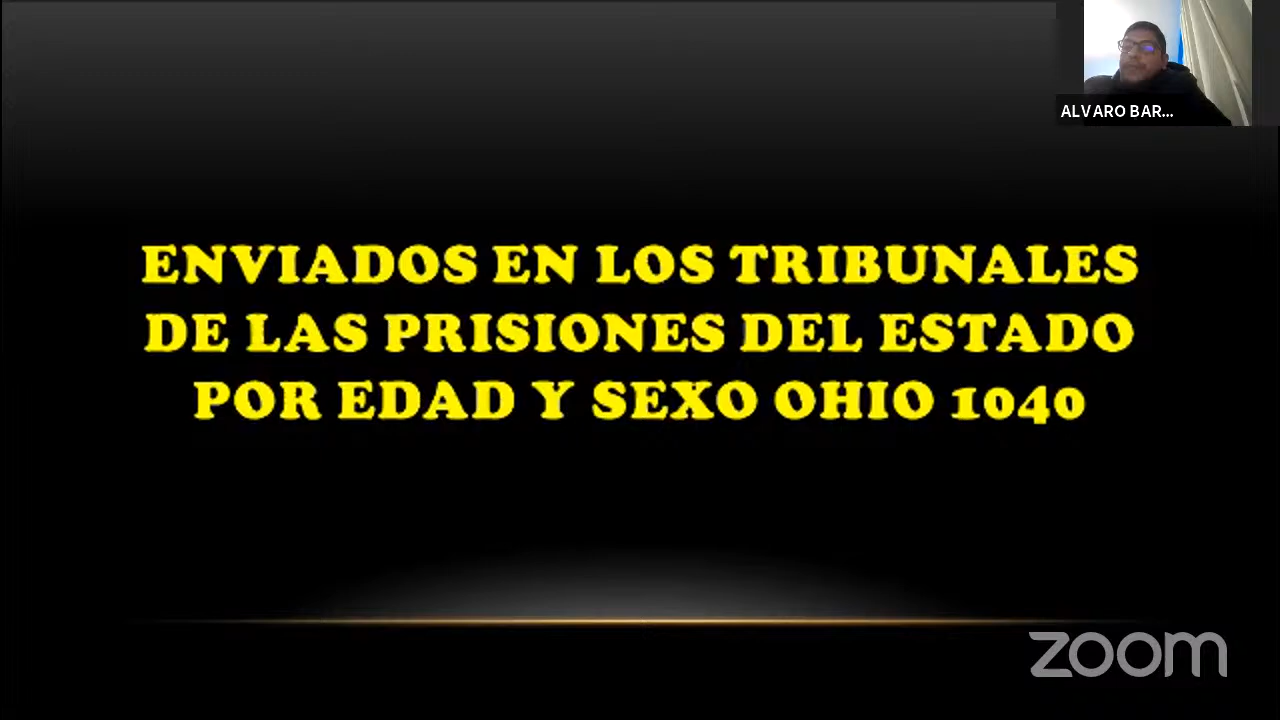 ALVARO BAR...
ENVIADOS EN LOS TRIBUNALES
DE LAS PRISIONES DEL ESTADO
POR EDAD Y SEXO OHIO 1040
zoom